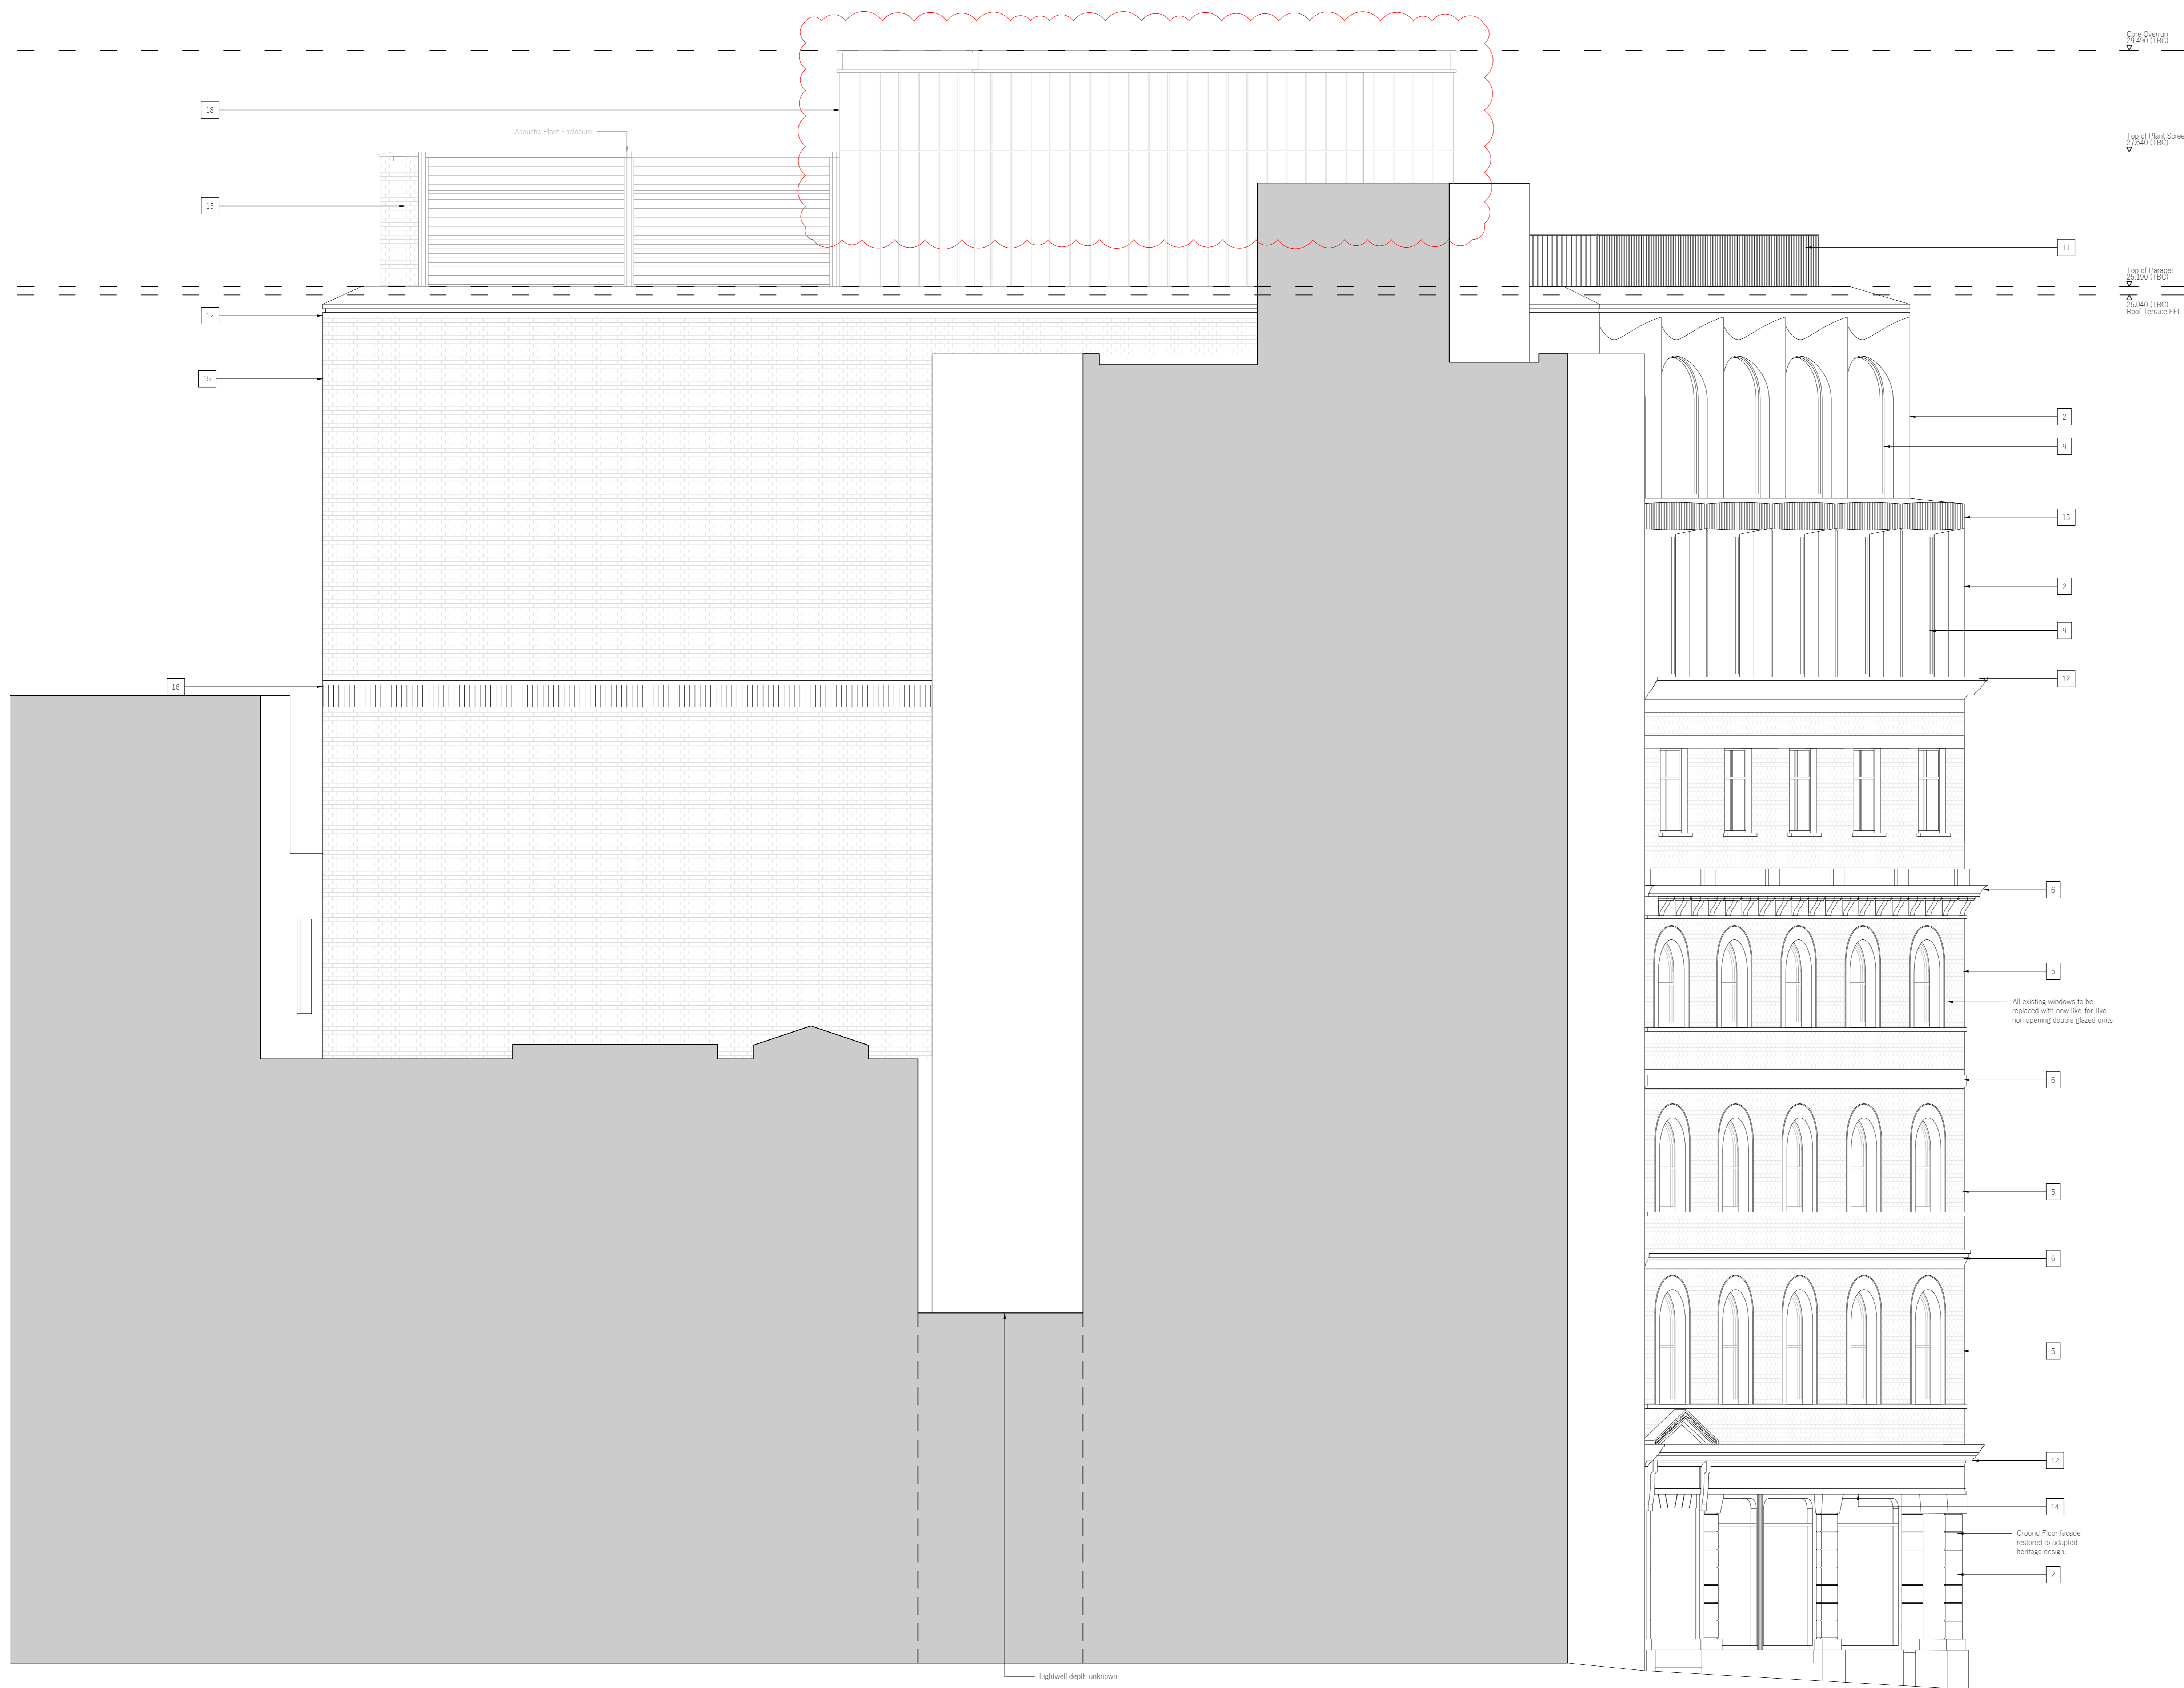 Core Overrun
29.490 (TBC)
18
Acoustic Plant Enclosure
Top of Plant Scree
27.640 (TBC)
15
11
Top of Parapet
25.190 (TBC)
25.040 (TBC)
Roof Terrace FFL
12
15
2
9
13
2
9
12
16
6
5
All existing windows to be
replaced with new like-for-like
non opening double glazed units
6
5
6
5
12
14
Ground Floor facade
restored to adapted
heritage design.
2
Lightwell depth unknown